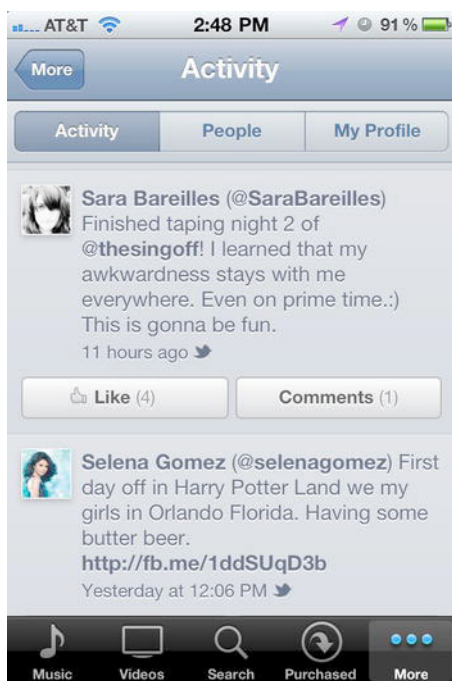 AT&T 2:48 PM 91%
More Activity
Activity People My Profile
Sara Bareilles (@SaraBareilles)
Finished taping night 2 of
@thesingoff! I learned that my
awkwardness stays with me
everywhere. Even on prime time.:)
This is gonna be fun.
11 hours ago
Like (4) Comments (1)
Selena Gomez (@selenagomez) First
day off in Harry Potter Land we my
girls in Orlando Florida. Having some
butter beer.
http://fb.me/1ddSUqD3b
Yesterday at 12:06 PM
Music Videos Search Purchased More